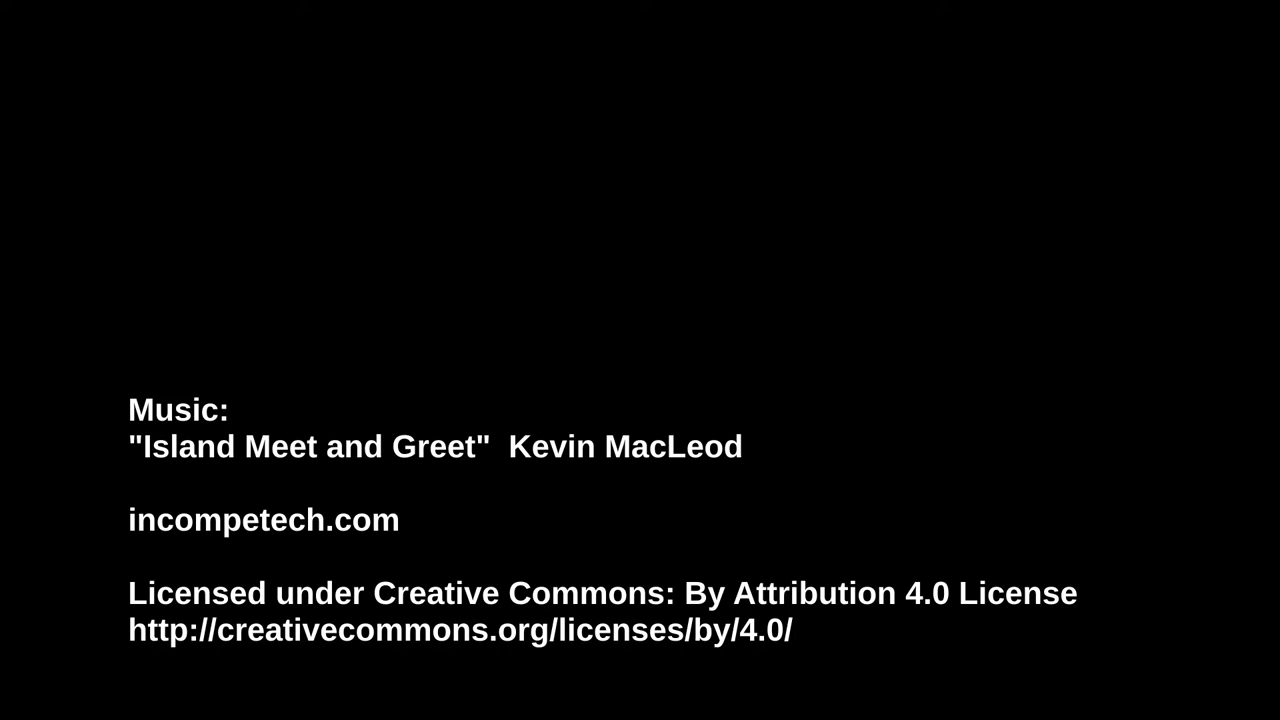 Music:
"Island Meet and Greet"  Kevin MacLeod
incompetech.com
Licensed under Creative Commons: By Attribution 4.0 License
http://creativecommons.org/licenses/by/4.0/